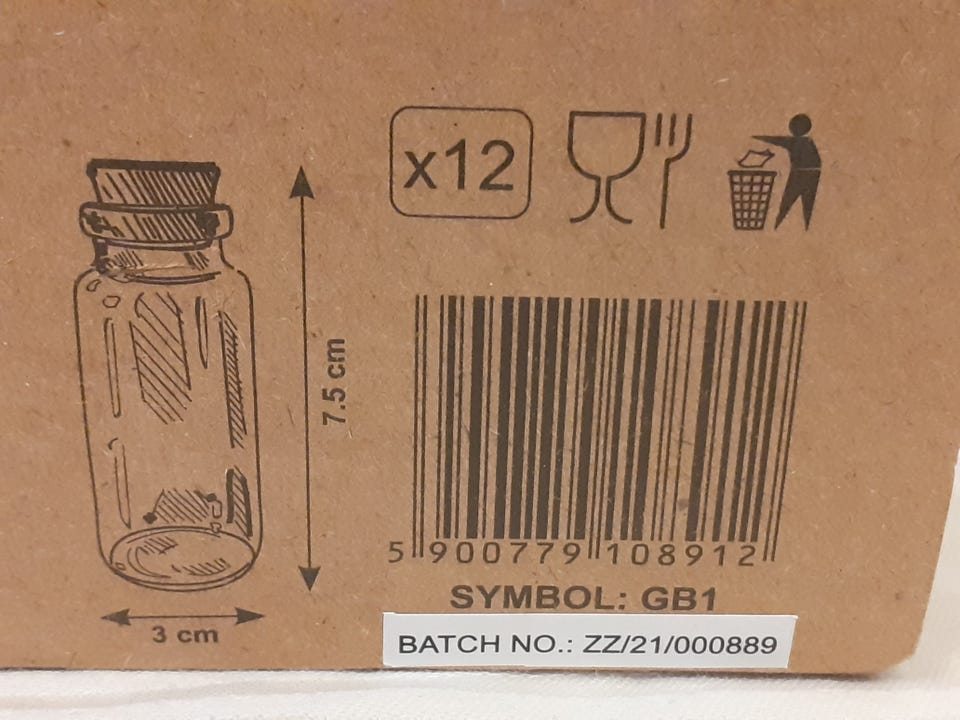 x12
7.5 cm
3 cm
5 900779 108912
SYMBOL: GB1
BATCH NO.: ZZ/21/000889